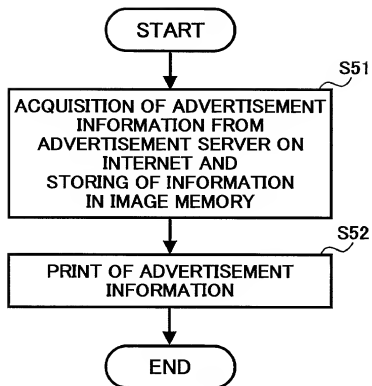 START
S51
ACQUISITION OF ADVERTISEMENT
INFORMATION FROM
ADVERTISEMENT SERVER ON
INTERNET AND
STORING OF INFORMATION
IN IMAGE MEMORY
S52
PRINT OF ADVERTISEMENT
INFORMATION
END